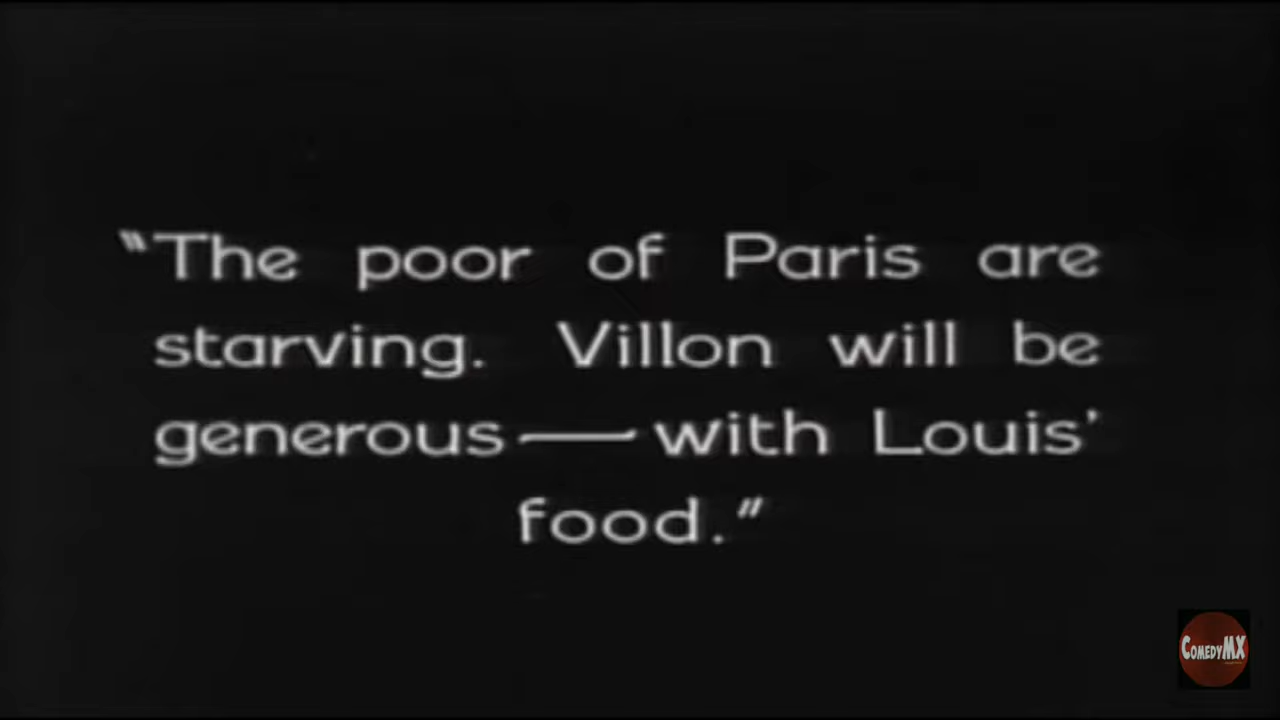 "The poor of Paris are
starving. Villon will be
generous—with Louis'
food."
ComedyMX